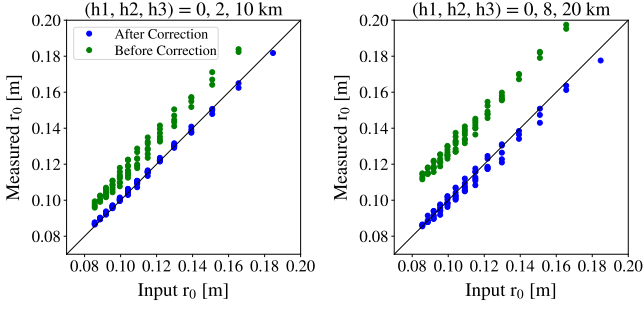 (h1, h2, h3) = 0, 2, 10 km
0.20
0.18
0.16
0.14
0.12
0.10
0.08
Measured r₀ [m]
After Correction
Before Correction
0.08 0.10 0.12 0.14 0.16 0.18 0.20
Input r₀ [m]
(h1, h2, h3) = 0, 8, 20 km
0.20
0.18
0.16
0.14
0.12
0.10
0.08
Measured r₀ [m]
0.08 0.10 0.12 0.14 0.16 0.18 0.20
Input r₀ [m]